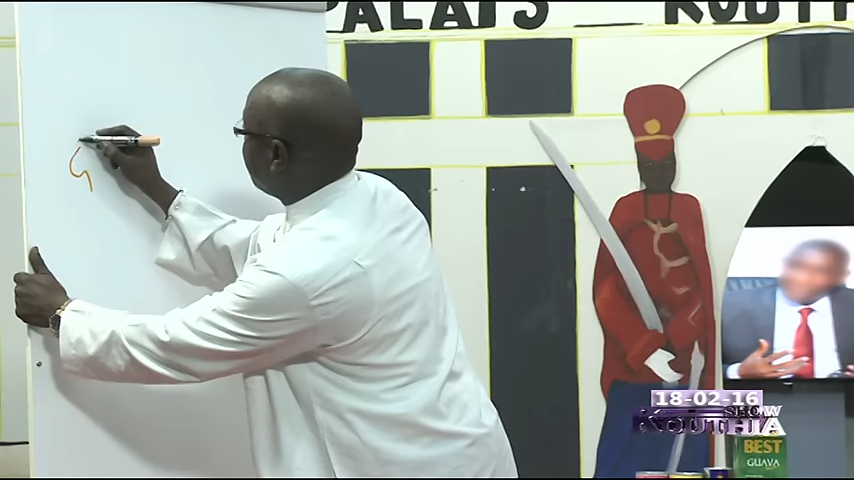 PALAIS KOUTHIA
18-02-16
SHOW
KOUTHIA
BEST
GUAVA